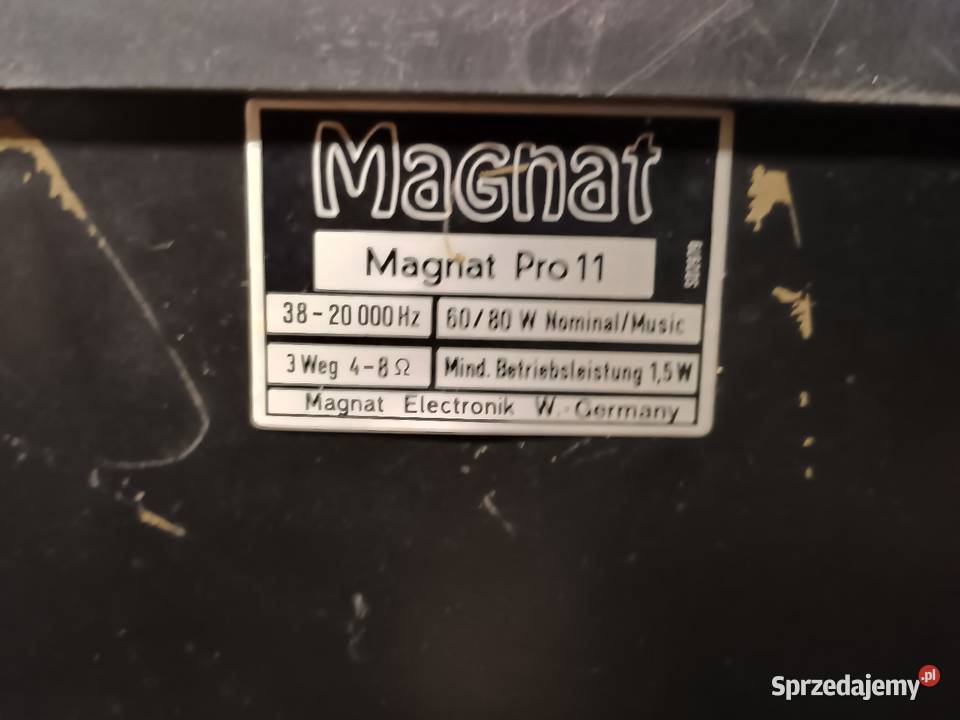 Magnat
Magnat Pro 11
38-20 000 Hz
60/80 W Nominal/Music
3 Weg 4-8 Ω
Mind. Betriebsleistung 1,5 W
Magnat Electronik W.-Germany
Sprzedajemy.pl